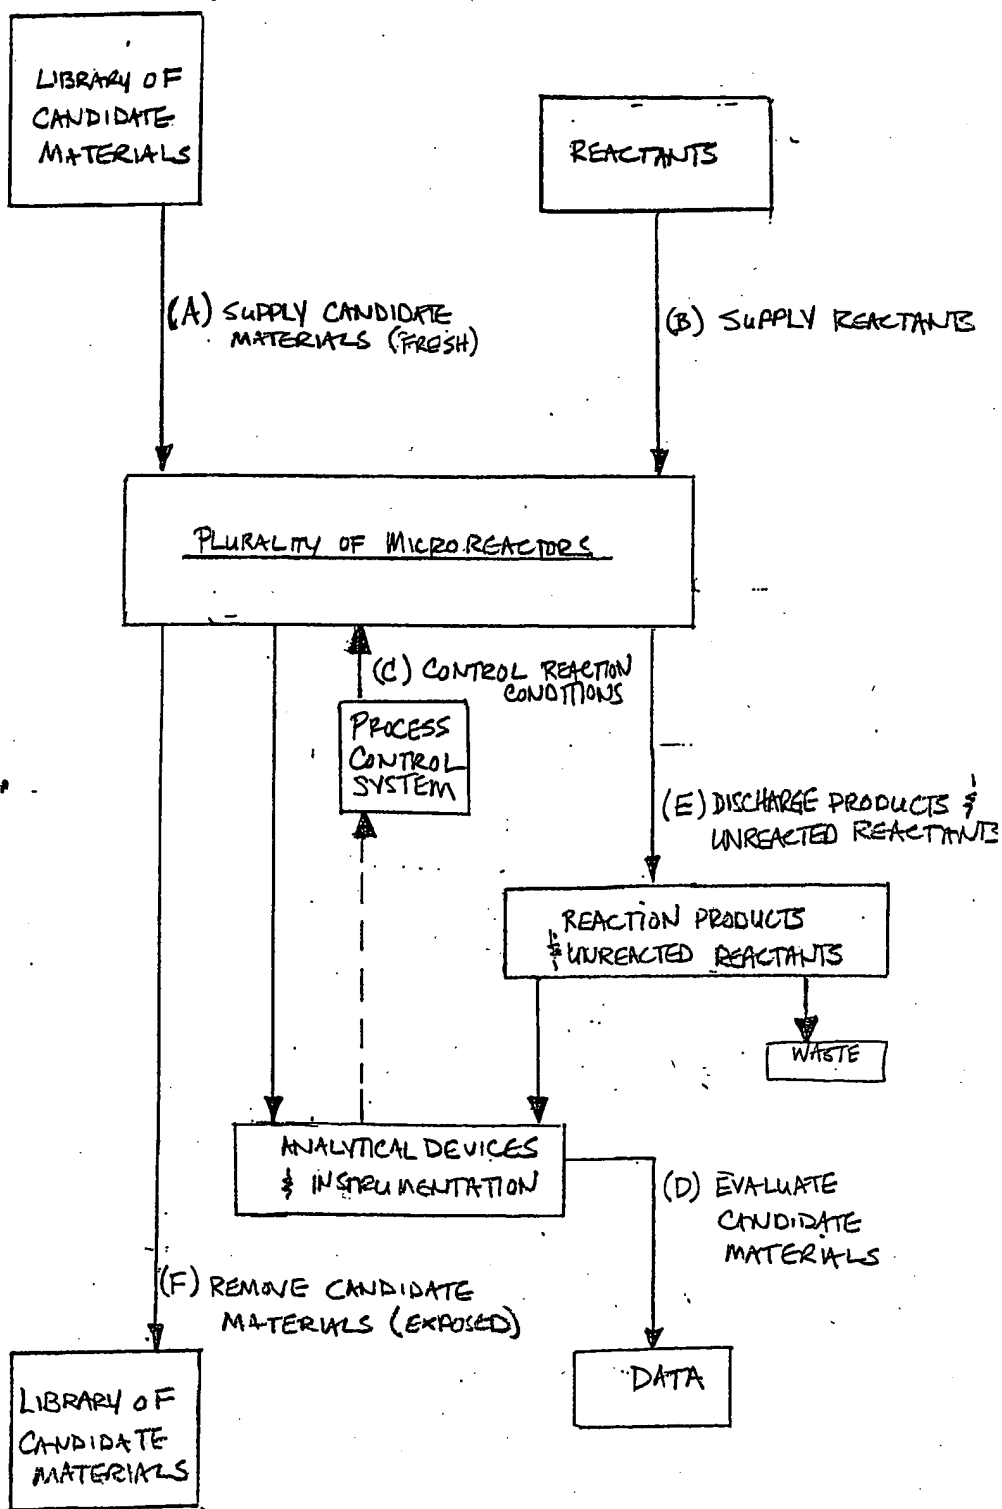 LIBRARY OF
CANDIDATE
MATERIALS
REACTANTS
(A) SUPPLY CANDIDATE
MATERIALS (FRESH)
(B) SUPPLY REACTANTS
PLURALITY OF MICROREACTORS
(C) CONTROL REACTION
CONDITIONS
PROCESS
CONTROL
SYSTEM
(E) DISCHARGE PRODUCTS &
UNREACTED REACTANTS
REACTION PRODUCTS
& UNREACTED REACTANTS
WASTE
ANALYTICAL DEVICES
& INSTRUMENTATION
(D) EVALUATE
CANDIDATE
MATERIALS
(F) REMOVE CANDIDATE
MATERIALS (EXPOSED)
DATA
LIBRARY OF
CANDIDATE
MATERIALS